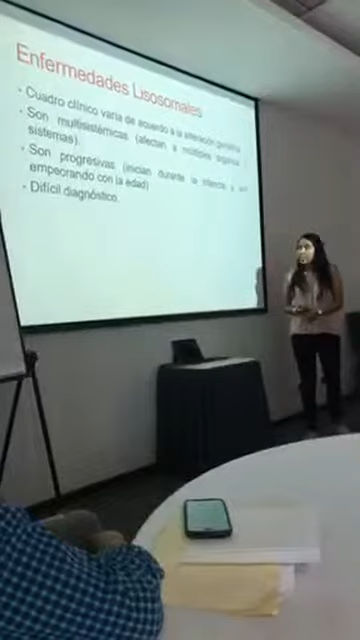 Enfermedades Lisosomales
- Cuadro clínico varía de acuerdo a la alteración genética
- Son multisistémicas (afectan a múltiples órganos
sistemas).
- Son progresivas (inician durante la infancia y van
empeorando con la edad)
- Difícil diagnóstico.